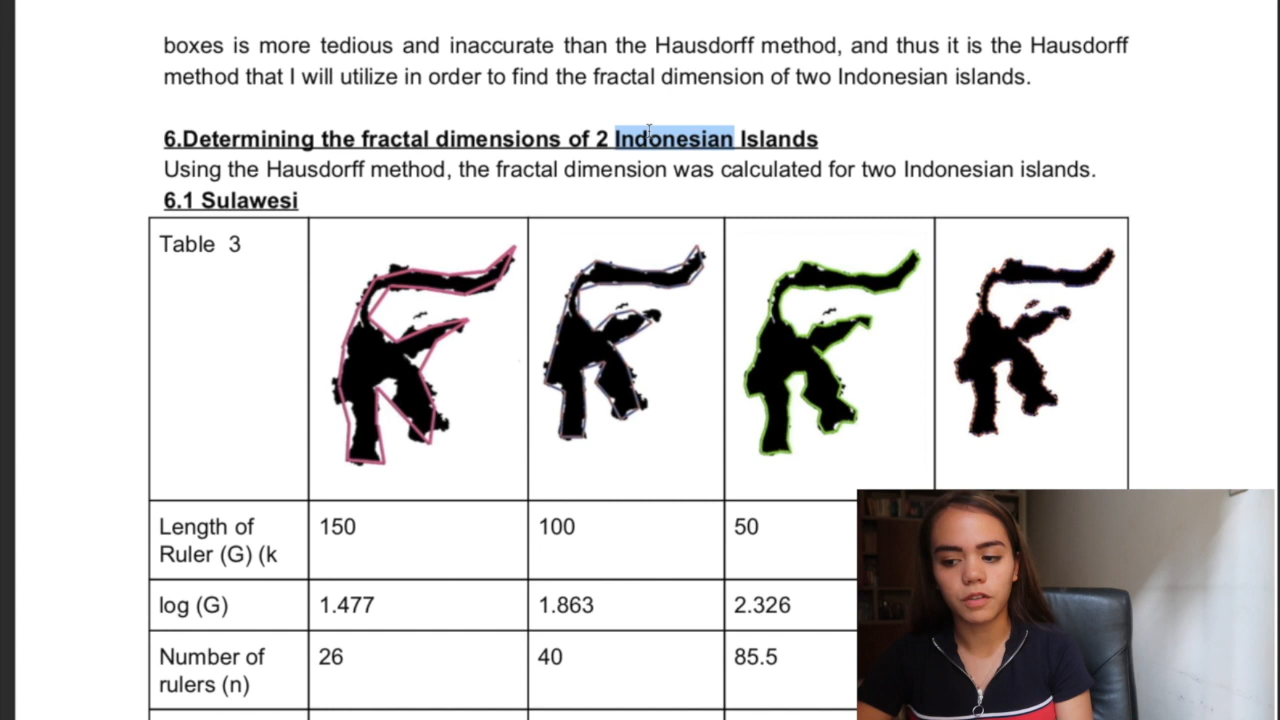 boxes is more tedious and inaccurate than the Hausdorff method, and thus it is the Hausdorff
method that I will utilize in order to find the fractal dimension of two Indonesian islands.
6.Determining the fractal dimensions of 2 Indonesian Islands
Using the Hausdorff method, the fractal dimension was calculated for two Indonesian islands.
6.1 Sulawesi
Table 3
Length of 150 100 50
Ruler (G) (k
log (G) 1.477 1.863 2.326
Number of 26 40 85.5
rulers (n)